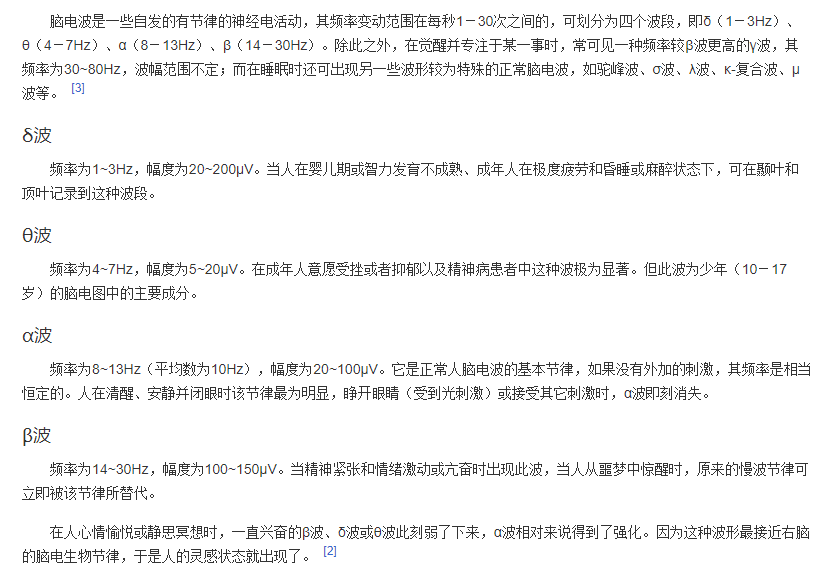 脑电波是一些自发的有节律的神经电活动，其频率变动范围在每秒1－30次之间的，可划分为四个波段，即δ（1－3Hz）、
θ（4－7Hz）、α（8－13Hz）、β（14－30Hz）。除此之外，在觉醒并专注于某一事时，常可见一种频率较β波更高的γ波，其
频率为30~80Hz，波幅范围不定；而在睡眠时还可出现另一些波形较为特殊的正常脑电波，如驼峰波、σ波、λ波、κ-复合波、μ
波等。 [3]
δ波
频率为1~3Hz，幅度为20~200μV。当人在婴儿期或智力发育不成熟、成年人在极度疲劳和昏睡或麻醉状态下，可在颞叶和
顶叶记录到这种波段。
θ波
频率为4~7Hz，幅度为5~20μV。在成年人意愿受挫或者抑郁以及精神病患者中这种波极为显著。但此波为少年（10－17
岁）的脑电图中的主要成分。
α波
频率为8~13Hz（平均数为10Hz），幅度为20~100μV。它是正常人脑电波的基本节律，如果没有外加的刺激，其频率是相当
恒定的。人在清醒、安静并闭眼时该节律最为明显，睁开眼睛（受到光刺激）或接受其它刺激时，α波即刻消失。
β波
频率为14~30Hz，幅度为100~150μV。当精神紧张和情绪激动或亢奋时出现此波，当人从噩梦中惊醒时，原来的慢波节律可
立即被该节律所替代。
在人心情愉悦或静思冥想时，一直兴奋的β波、δ波或θ波此刻弱了下来，α波相对来说得到了强化。因为这种波形最接近右脑
的脑电生物节律，于是人的灵感状态就出现了。 [2]